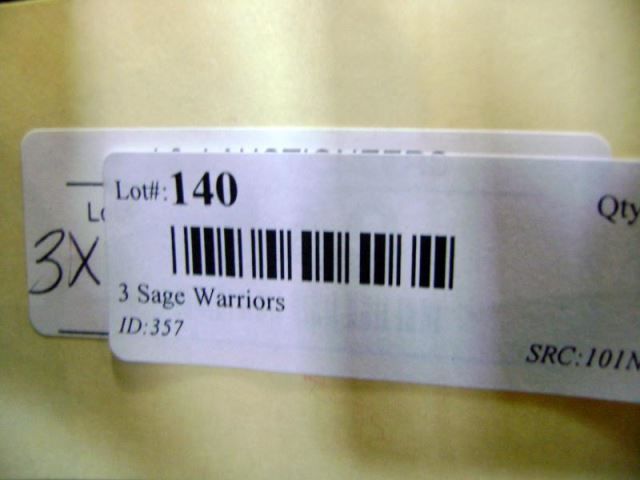 Lot#: 140
Qty
3X
3 Sage Warriors
ID:357
SRC:101N